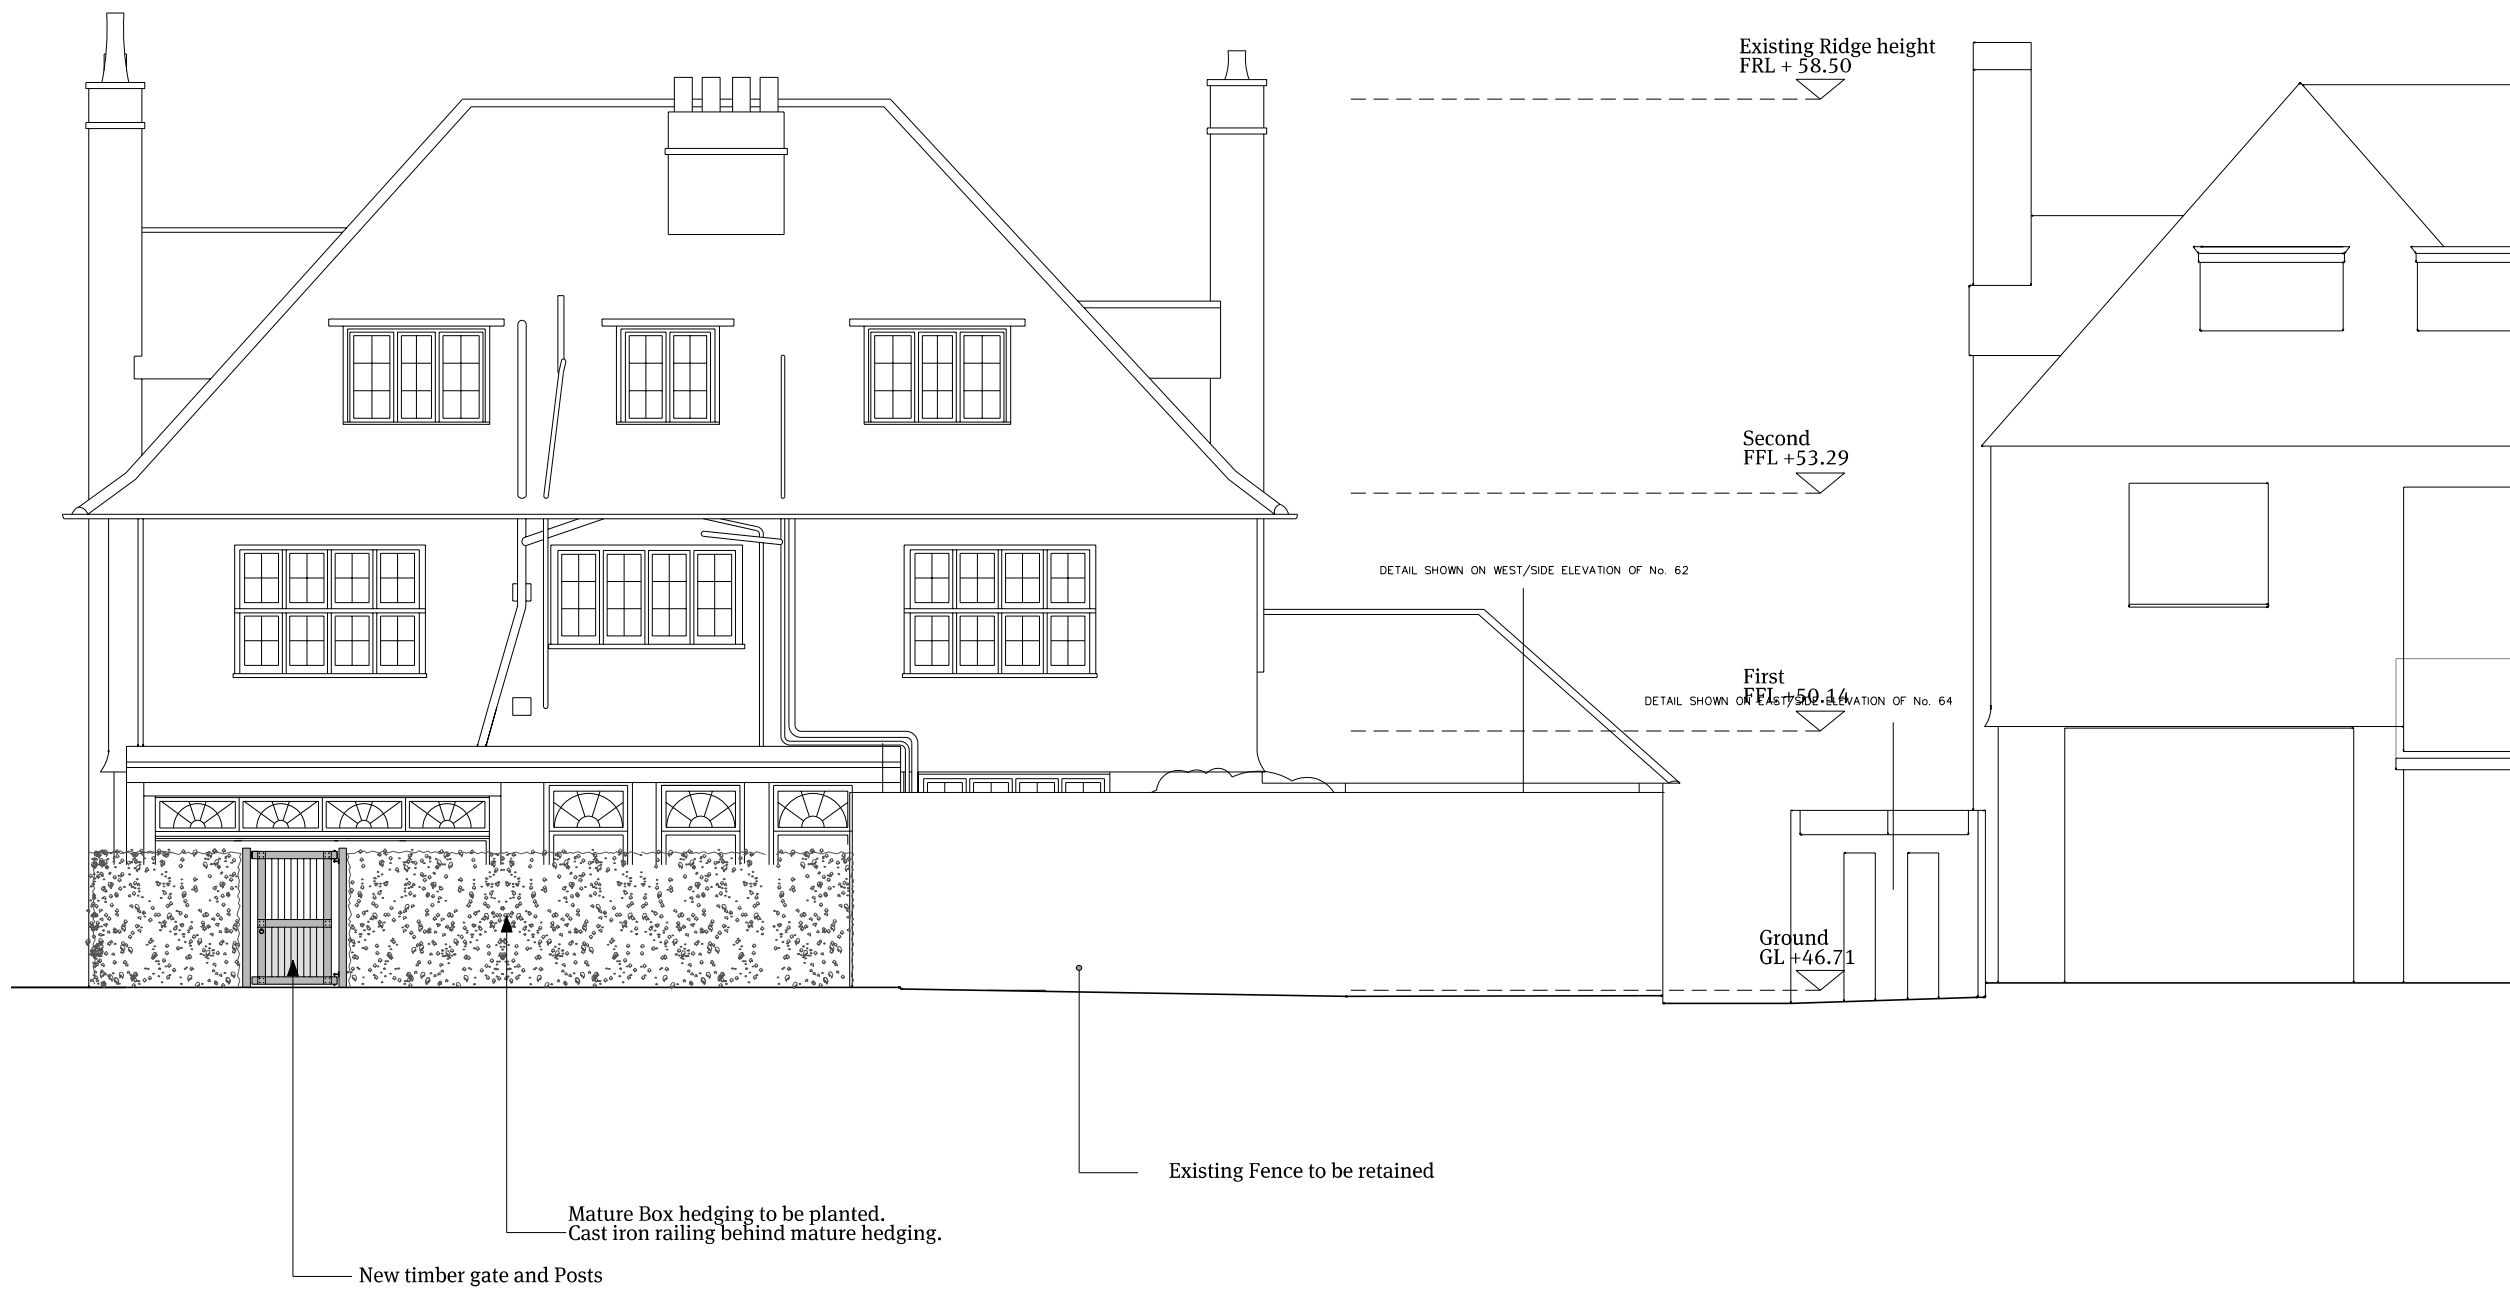 Existing Ridge height
FRL + 58.50
Second
FFL +53.29
DETAIL SHOWN ON WEST/SIDE ELEVATION OF No. 62
First
FFL +50.14
DETAIL SHOWN ON EAST/SIDE ELEVATION OF No. 64
Ground
GL +46.71
Existing Fence to be retained
Mature Box hedging to be planted.
Cast iron railing behind mature hedging.
New timber gate and Posts